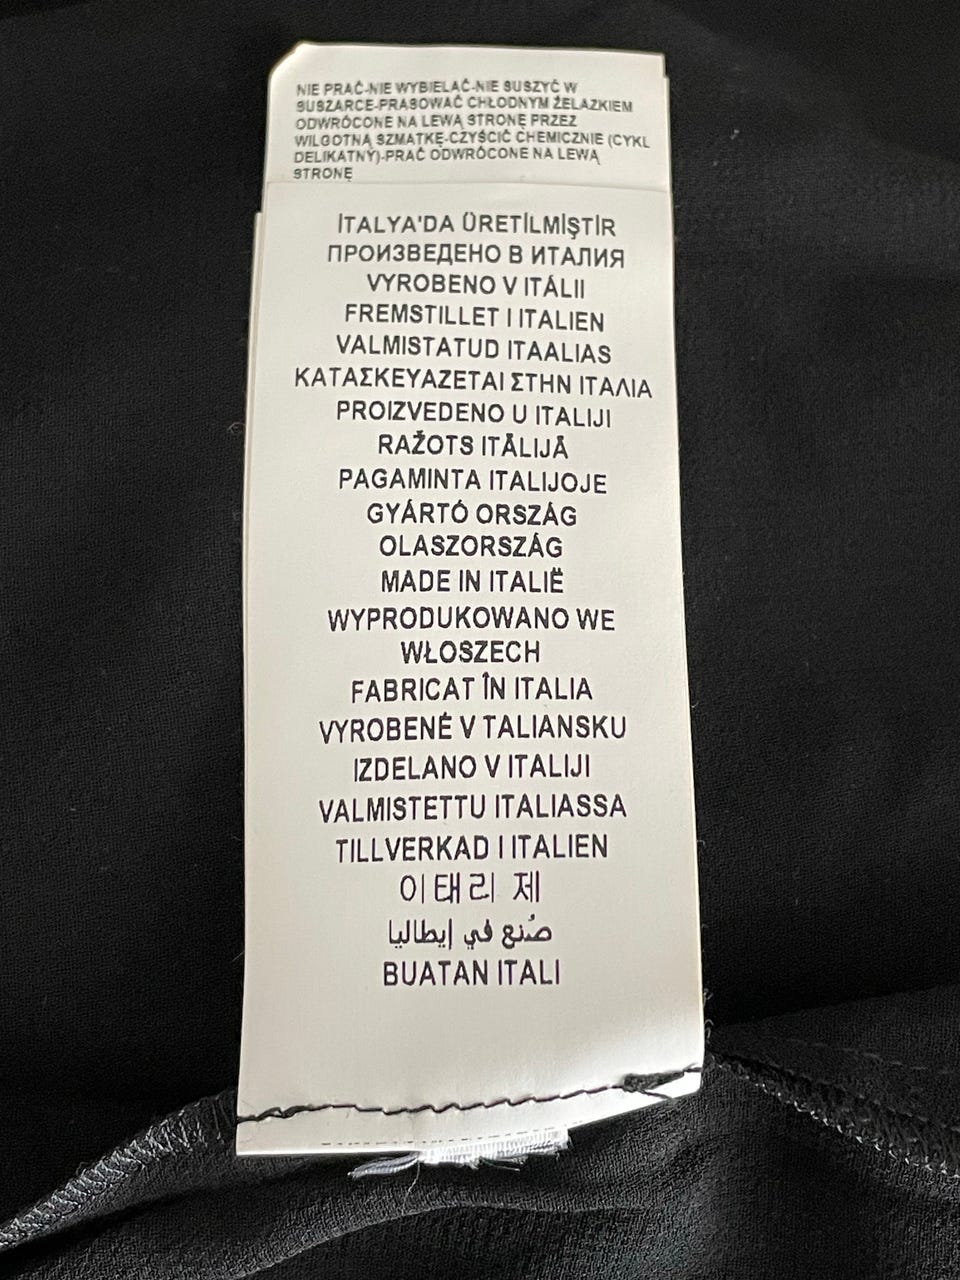 NIE PRAĆ-NIE WYBIELAĆ-NIE SUSZYĆ W
SUSZARCE-PRASOWAĆ CHŁODNYM ŻELAZKIEM
ODWRÓCONE NA LEWĄ STRONĘ PRZEZ
WILGOTNĄ SZMATKĘ-CZYŚCIĆ CHEMICZNIE (CYKL
DELIKATNY)-PRAĆ ODWRÓCONE NA LEWĄ
STRONĘ
İTALYA'DA ÜRETİLMİŞTİR
ПРОИЗВЕДЕНО В ИТАЛИЯ
VYROBENO V ITÁLII
FREMSTILLET I ITALIEN
VALMISTATUD ITAALIAS
ΚΑΤΑΣΚΕΥΑΖΕΤΑΙ ΣΤΗΝ ΙΤΑΛΙΑ
PROIZVEDENO U ITALIJI
RAŽOTS ITĀLIJĀ
PAGAMINTA ITALIJOJE
GYÁRTÓ ORSZÁG
OLASZORSZÁG
MADE IN ITALIË
WYPRODUKOWANO WE
WŁOSZECH
FABRICAT ÎN ITALIA
VYROBENÉ V TALIANSKU
IZDELANO V ITALIJI
VALMISTETTU ITALIASSA
TILLVERKAD I ITALIEN
이태리 제
صُنع في إيطاليا
BUATAN ITALI